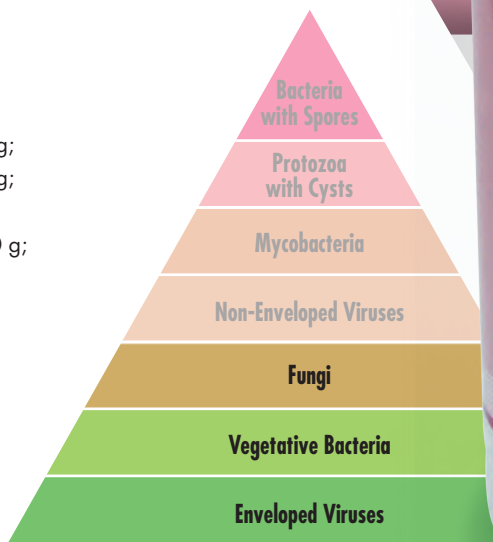 g;
g;
g;
Bacteria
with Spores
Protozoa
with Cysts
Mycobacteria
Non-Enveloped Viruses
Fungi
Vegetative Bacteria
Enveloped Viruses